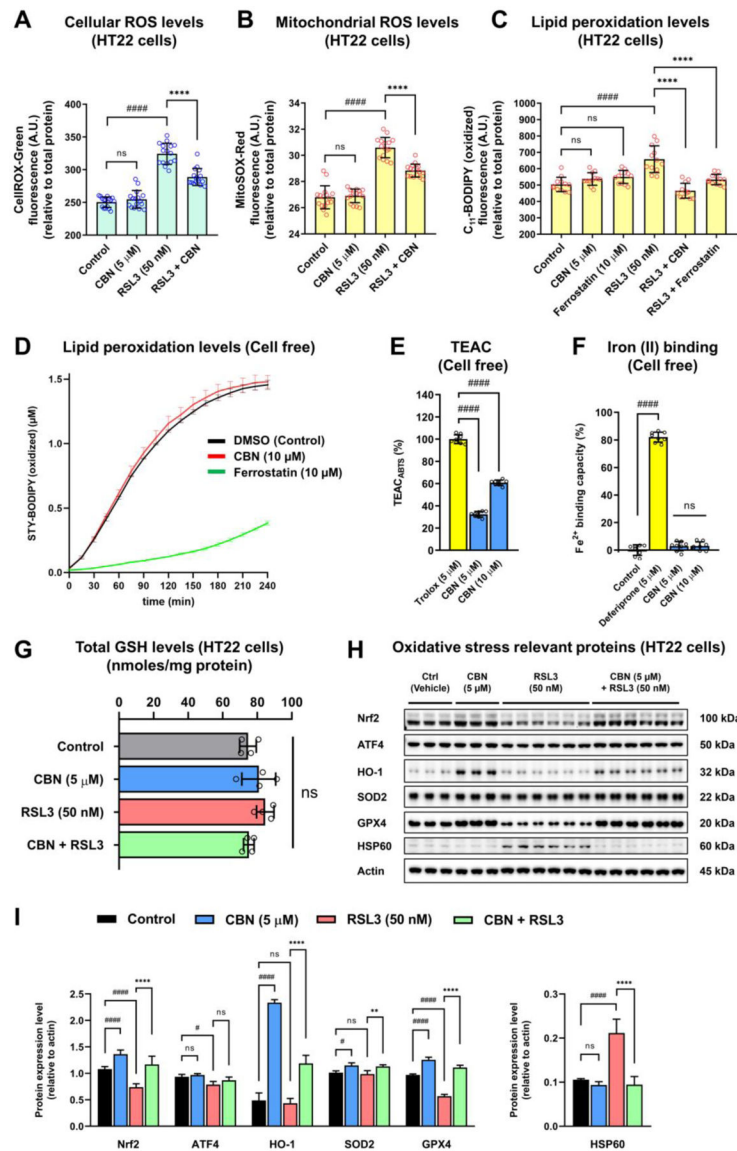 A Cellular ROS levels
(HT22 cells)
CellROX-Green
fluorescence (A.U.)
(relative to total protein)
400
350
300
250
200
####
****
ns
Control
CBN (5 μM)
RSL3 (50 nM)
RSL3 + CBN
B Mitochondrial ROS levels
(HT22 cells)
MitoSOX-Red
fluorescence (A.U.)
(relative to total protein)
34
32
30
28
26
####
****
ns
Control
CBN (5 μM)
RSL3 (50 nM)
RSL3 + CBN
C Lipid peroxidation levels
(HT22 cells)
C11-BODIPY (oxidized)
fluorescence (A.U.)
(relative to total protein)
1000
900
800
700
600
500
400
300
200
****
####
****
ns
ns
Control
CBN (5 μM)
Ferrostatin (10 μM)
RSL3 (50 nM)
RSL3 + CBN
RSL3 + Ferrostatin
D Lipid peroxidation levels (Cell free)
STY-BODIPY (oxidized) (μM)
1.5
1.0
0.5
0.0
DMSO (Control)
CBN (10 μM)
Ferrostatin (10 μM)
0 30 60 90 120 150 180 210 240
time (min)
E TEAC
(Cell free)
TEACABTS (%)
140
120
100
80
60
40
20
0
####
####
Trolox (5 μM)
CBN (5 μM)
CBN (10 μM)
F Iron (II) binding
(Cell free)
Fe2+ binding capacity (%)
100
80
60
40
20
0
####
ns
Control
Deferiprone (5 μM)
CBN (5 μM)
CBN (10 μM)
G Total GSH levels (HT22 cells)
(nmoles/mg protein)
0 20 40 60 80 100
Control
CBN (5 μM)
RSL3 (50 nM)
CBN + RSL3
ns
H Oxidative stress relevant proteins (HT22 cells)
Ctrl
(Vehicle)
CBN
(5 μM)
RSL3
(50 nM)
CBN (5 μM)
+ RSL3 (50 nM)
Nrf2 100 kDa
ATF4 50 kDa
HO-1 32 kDa
SOD2 22 kDa
GPX4 20 kDa
HSP60 60 kDa
Actin 45 kDa
I Control CBN (5 μM) RSL3 (50 nM) CBN + RSL3
Protein expression level
(relative to actin)
2.5
2.0
1.5
1.0
0.5
0.0
####
####
****
#
ns
ns
ns
####
****
ns
#
**
####
####
****
Nrf2 ATF4 HO-1 SOD2 GPX4
Protein expression level
(relative to actin)
0.3
0.2
0.1
0.0
####
ns
****
HSP60